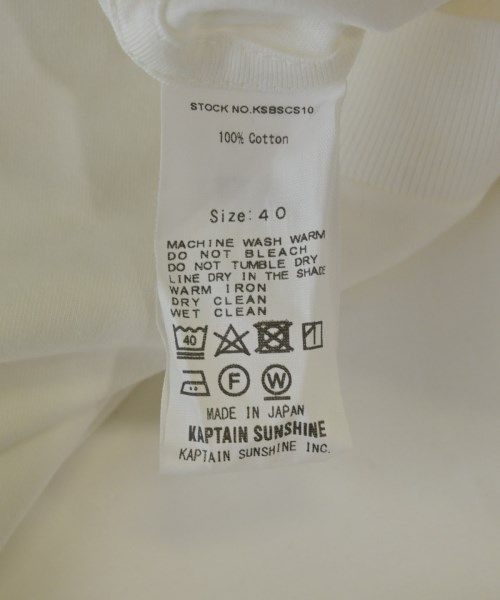 STOCK NO.KSBSCS10
100% Cotton
Size: 40
MACHINE WASH WARM
DO NOT BLEACH
DO NOT TUMBLE DRY
LINE DRY IN THE SHADE
WARM IRON
DRY CLEAN
WET CLEAN
40
F W
MADE IN JAPAN
KAPTAIN SUNSHINE
KAPTAIN SUNSHINE INC.